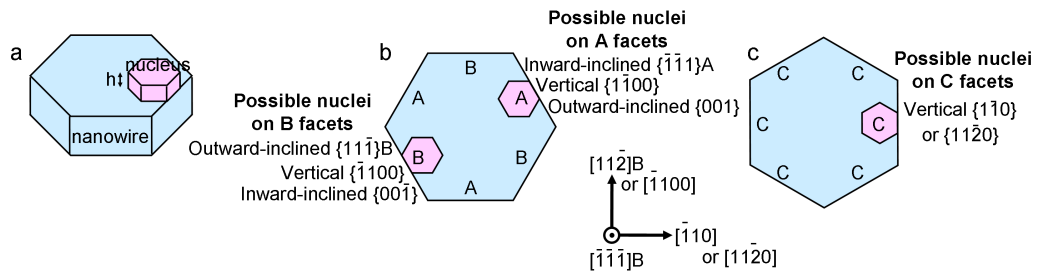 a
nucleus
h
nanowire
b
Possible nuclei
on B facets
Outward-inclined {111̄}B
Vertical {1̄100}
Inward-inclined {001̄}
B
A
A
B
B
A
Possible nuclei
on A facets
Inward-inclined {1̄1̄1}A
Vertical {11̄00}
Outward-inclined {001}
[112̄]B
or [1̄100]
[1̄10]
or [112̄0]
[1̄1̄1̄]B
c
C
C
C
C
C
C
Possible nuclei
on C facets
Vertical {11̄0}
or {112̄0}